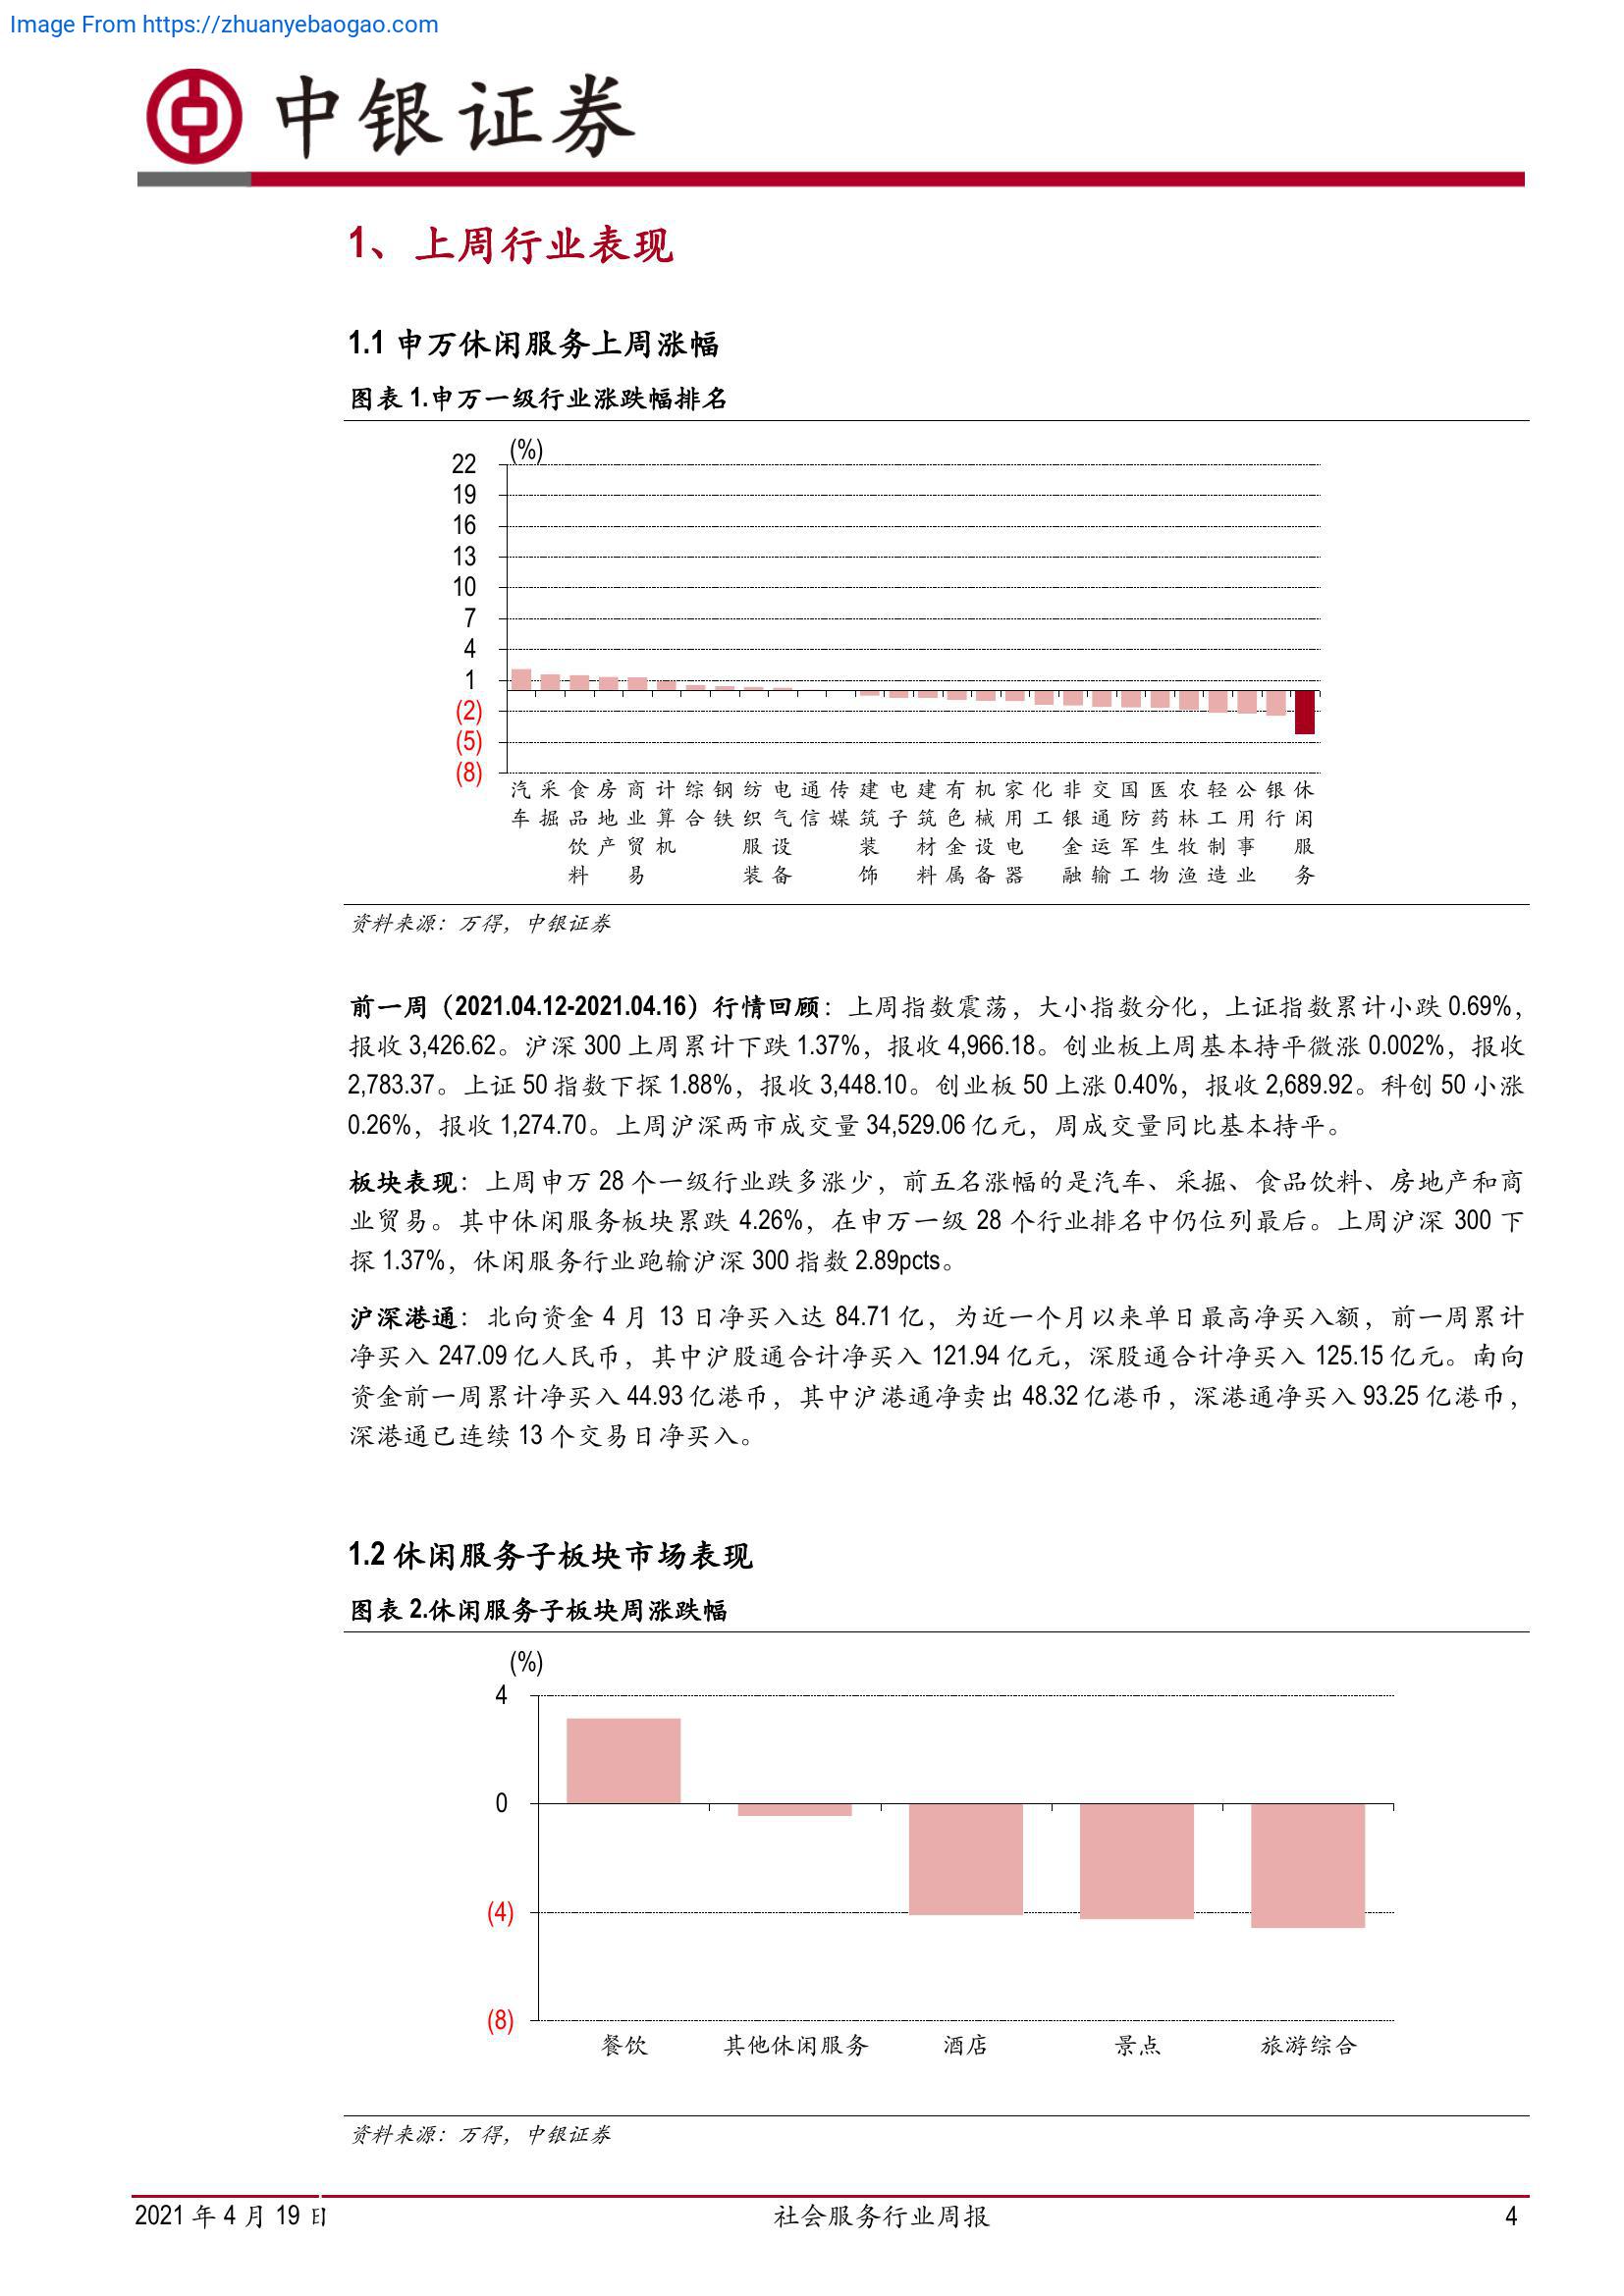 Image From https://zhuanyebaogao.com
中银证券
1、上周行业表现
1.1 申万休闲服务上周涨幅
图表 1.申万一级行业涨跌幅排名
(%)
22
19
16
13
10
7
4
1
(2)
(5)
(8)
汽车 采掘 食品饮料 房地产 商业贸易 计算机 综合 钢铁 纺织服装 电气设备 通信 传媒 建筑装饰 电子 建筑材料 有色金属 机械设备 家用电器 化工 非银金融 交通运输 国防军工 医药生物 农林牧渔 轻工制造 公用事业 银行 休闲服务
资料来源：万得，中银证券
前一周（2021.04.12-2021.04.16）行情回顾：上周指数震荡，大小指数分化，上证指数累计小跌 0.69%，
报收 3,426.62。沪深 300 上周累计下跌 1.37%，报收 4,966.18。创业板上周基本持平微涨 0.002%，报收
2,783.37。上证 50 指数下探 1.88%，报收 3,448.10。创业板 50 上涨 0.40%，报收 2,689.92。科创 50 小涨
0.26%，报收 1,274.70。上周沪深两市成交量 34,529.06 亿元，周成交量同比基本持平。
板块表现：上周申万 28 个一级行业跌多涨少，前五名涨幅的是汽车、采掘、食品饮料、房地产和商
业贸易。其中休闲服务板块累跌 4.26%，在申万一级 28 个行业排名中仍位列最后。上周沪深 300 下
探 1.37%，休闲服务行业跑输沪深 300 指数 2.89pcts。
沪深港通：北向资金 4 月 13 日净买入达 84.71 亿，为近一个月以来单日最高净买入额，前一周累计
净买入 247.09 亿人民币，其中沪股通合计净买入 121.94 亿元，深股通合计净买入 125.15 亿元。南向
资金前一周累计净买入 44.93 亿港币，其中沪港通净卖出 48.32 亿港币，深港通净买入 93.25 亿港币，
深港通已连续 13 个交易日净买入。
1.2 休闲服务子板块市场表现
图表 2.休闲服务子板块周涨跌幅
(%)
4
0
(4)
(8)
餐饮 其他休闲服务 酒店 景点 旅游综合
资料来源：万得，中银证券
2021 年 4 月 19 日 社会服务行业周报 4